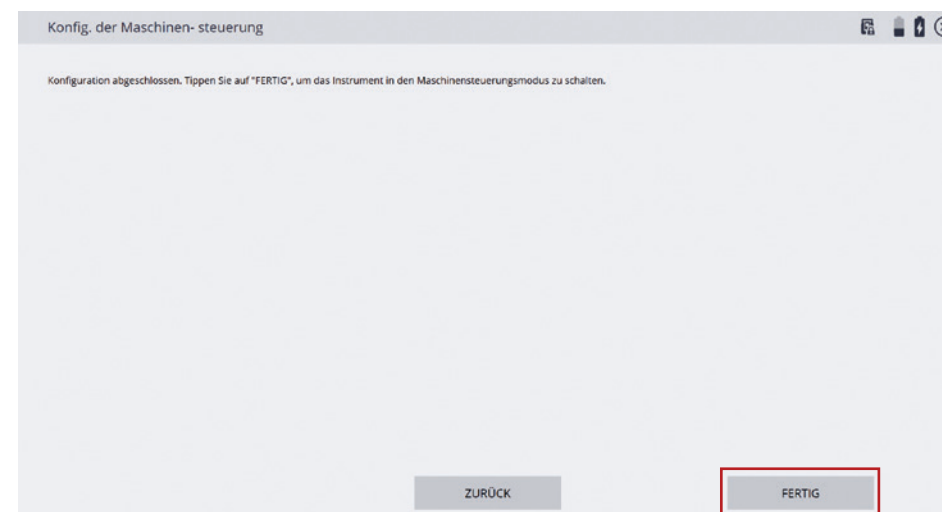 Konfig. der Maschinen- steuerung
Konfiguration abgeschlossen. Tippen Sie auf "FERTIG", um das Instrument in den Maschinensteuerungsmodus zu schalten.
ZURÜCK
FERTIG